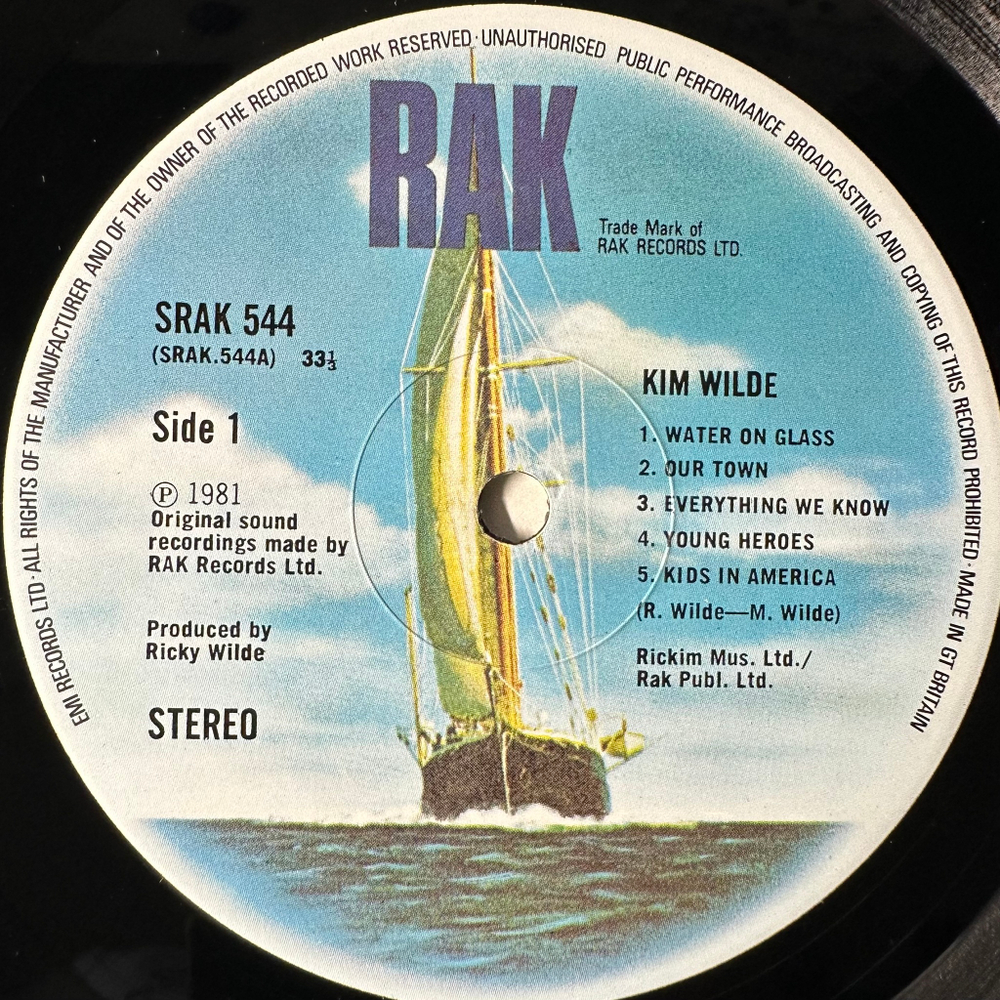 EMI RECORDS LTD·ALL RIGHTS OF THE MANUFACTURER AND OF THE OWNER OF THE RECORDED WORK RESERVED·UNAUTHORISED PUBLIC PERFORMANCE BROADCASTING AND COPYING OF THIS RECORD PROHIBITED·MADE IN GT BRITAIN
RAK
Trade Mark of
RAK RECORDS LTD.
SRAK 544
(SRAK.544A) 33⅓
Side 1
℗ 1981
Original sound
recordings made by
RAK Records Ltd.
Produced by
Ricky Wilde
STEREO
KIM WILDE
1. WATER ON GLASS
2. OUR TOWN
3. EVERYTHING WE KNOW
4. YOUNG HEROES
5. KIDS IN AMERICA
(R. Wilde—M. Wilde)
Rickim Mus. Ltd./
Rak Publ. Ltd.